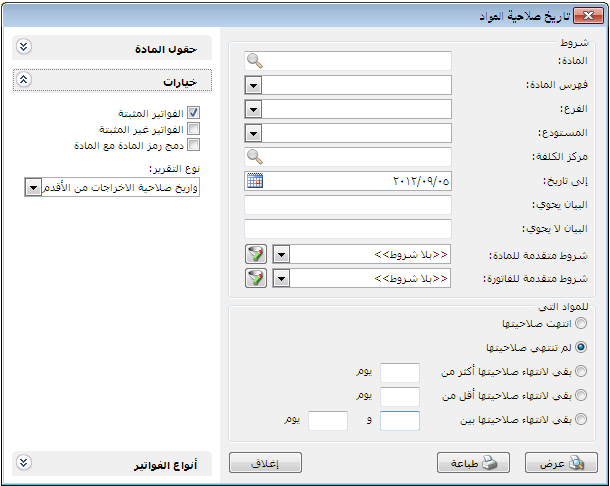 تاريخ صلاحية المواد
شروط
المادة:
فهرس المادة:
الفرع:
المستودع:
مركز الكلفة:
إلى تاريخ:
٢٠١٢/٠٩/٠٥
البيان يحوي:
البيان لا يحوي:
شروط متقدمة للمادة:
<<بلا شروط>>
شروط متقدمة للفاتورة:
<<بلا شروط>>
للمواد التي
انتهت صلاحيتها
لم تنتهي صلاحيتها
بقي لانتهاء صلاحيتها أكثر من يوم
بقي لانتهاء صلاحيتها أقل من يوم
بقي لانتهاء صلاحيتها بين و يوم
عرض
طباعة
إغلاق
حقول المادة
خيارات
الفواتير المثبتة
الفواتير غير المثبتة
دمج رمز المادة مع المادة
نوع التقرير:
واريخ صلاحية الاخراجات من الأقدم
أنواع الفواتير